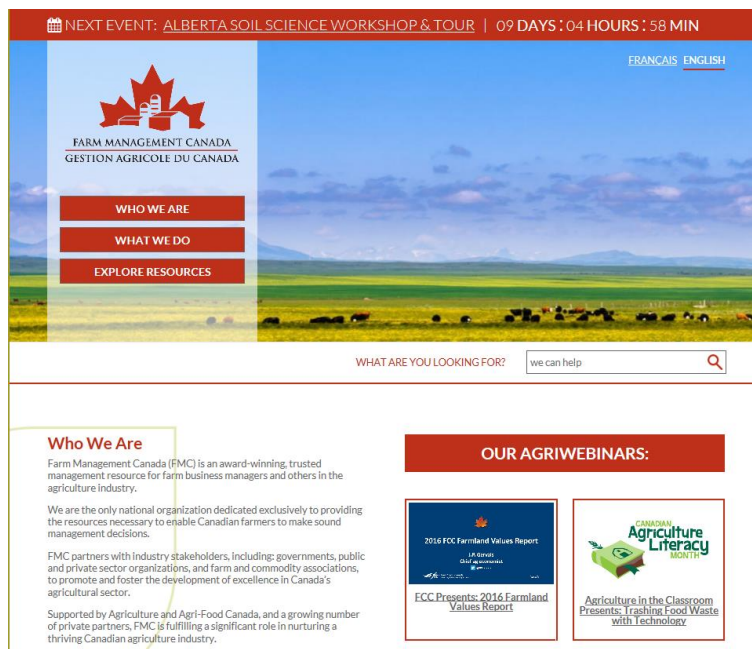 NEXT EVENT: ALBERTA SOIL SCIENCE WORKSHOP & TOUR | 09 DAYS : 04 HOURS : 58 MIN
FRANÇAIS ENGLISH
FARM MANAGEMENT CANADA
GESTION AGRICOLE DU CANADA
WHO WE ARE
WHAT WE DO
EXPLORE RESOURCES
WHAT ARE YOU LOOKING FOR? we can help
Who We Are
Farm Management Canada (FMC) is an award-winning, trusted
management resource for farm business managers and others in the
agriculture industry.
We are the only national organization dedicated exclusively to providing
the resources necessary to enable Canadian farmers to make sound
management decisions.
FMC partners with industry stakeholders, including: governments, public
and private sector organizations, and farm and commodity associations,
to promote and foster the development of excellence in Canada's
agricultural sector.
Supported by Agriculture and Agri-Food Canada, and a growing number
of private partners, FMC is fulfilling a significant role in nurturing a
thriving Canadian agriculture industry.
OUR AGRIWEBINARS:
2016 FCC Farmland Values Report
J.P. Gervais
Chief ag economist
FCC Presents: 2016 Farmland
Values Report
CANADIAN
Agriculture
Literacy
MONTH
Agriculture in the Classroom
Presents: Trashing Food Waste
with Technology